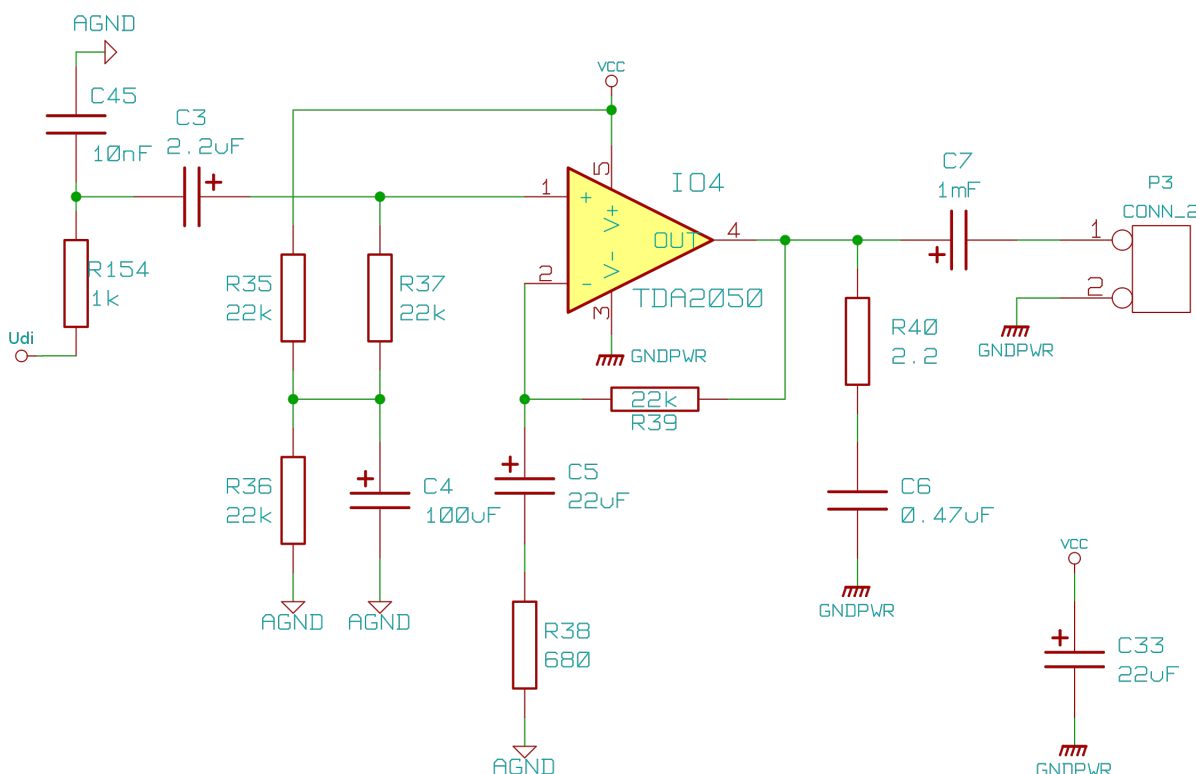 AGND
C45
10nF
C3
2.2uF
R154
1k
Udi
VCC
R35
22k
R37
22k
1
+
5
V+
IO4
OUT
4
2
-
V-
3
TDA2050
GNDPWR
22k
R39
C7
1mF
+
P3
CONN_2
1
2
GNDPWR
R40
2.2
R36
22k
+
C4
100uF
+
C5
22uF
C6
0.47uF
GNDPWR
AGND
AGND
R38
680
AGND
VCC
+
C33
22uF
GNDPWR
+